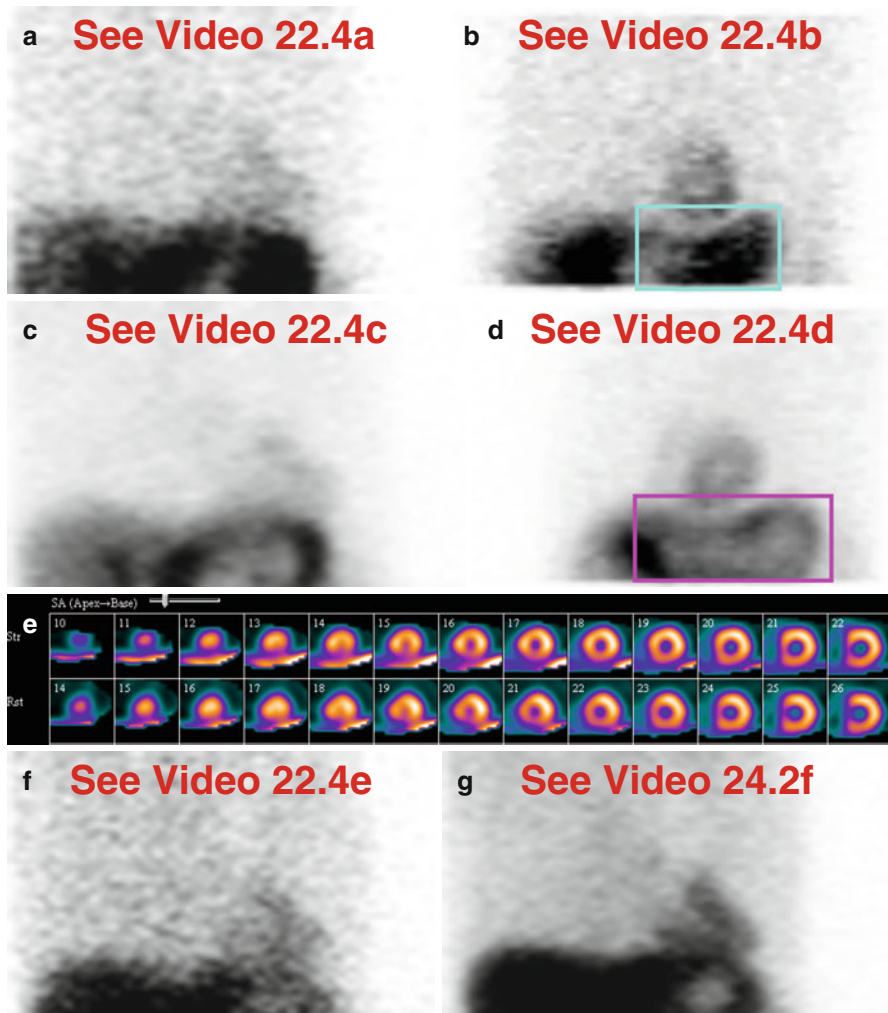 a See Video 22.4a
b See Video 22.4b
c See Video 22.4c
d See Video 22.4d
e
SA (Apex→Base)
Str
10 11 12 13 14 15 16 17 18 19 20 21 22
Rst
14 15 16 17 18 19 20 21 22 23 24 25 26
f See Video 22.4e
g See Video 24.2f